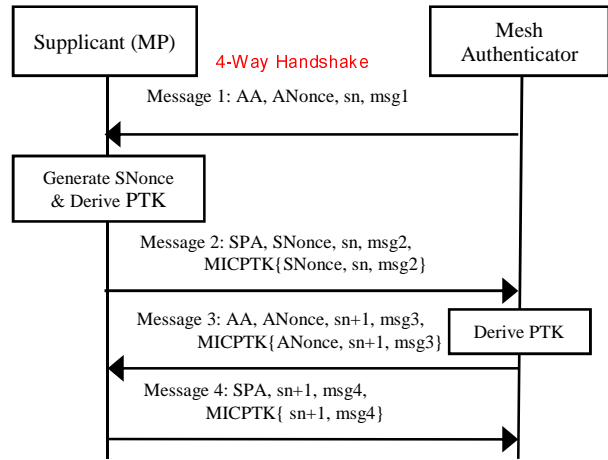 Supplicant (MP)
Mesh
Authenticator
4-Way Handshake
Message 1: AA, ANonce, sn, msg1
Generate SNonce
& Derive PTK
Message 2: SPA, SNonce, sn, msg2,
MICPTK{SNonce, sn, msg2}
Message 3: AA, ANonce, sn+1, msg3,
MICPTK{ANonce, sn+1, msg3}
Derive PTK
Message 4: SPA, sn+1, msg4,
MICPTK{ sn+1, msg4}